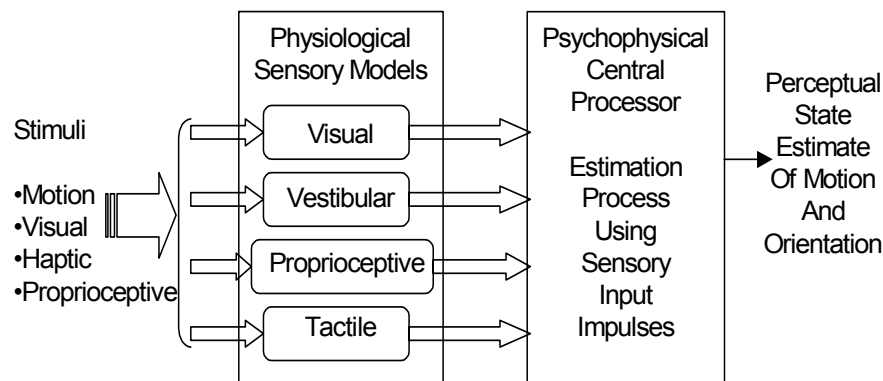 Stimuli
•Motion
•Visual
•Haptic
•Proprioceptive
Physiological
Sensory Models
Visual
Vestibular
Proprioceptive
Tactile
Psychophysical
Central
Processor
Estimation
Process
Using
Sensory
Input
Impulses
Perceptual
State
Estimate
Of Motion
And
Orientation